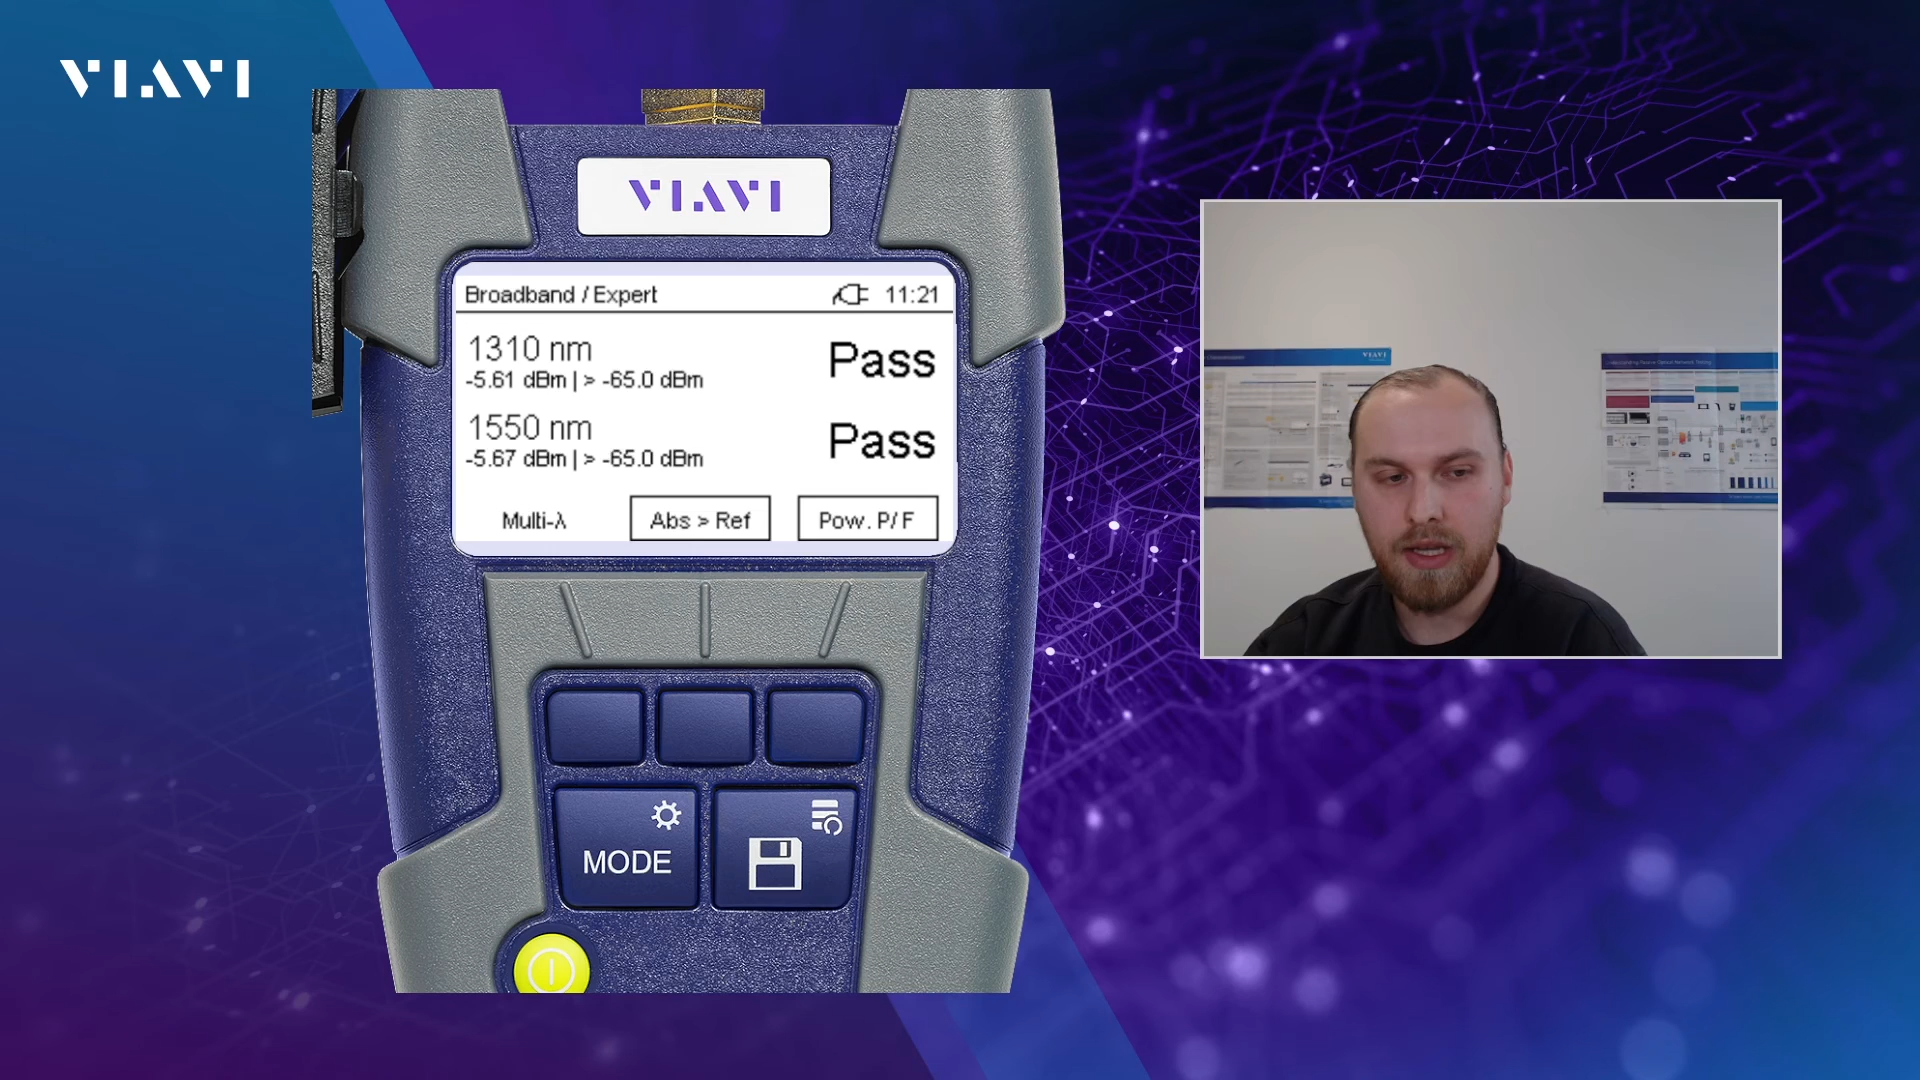 VIAVI
VIAVI
Broadband / Expert 11:21
1310 nm Pass
-5.61 dBm | > -65.0 dBm
1550 nm Pass
-5.67 dBm | > -65.0 dBm
Multi-λ Abs > Ref Pow. P/F
MODE
VIAVI